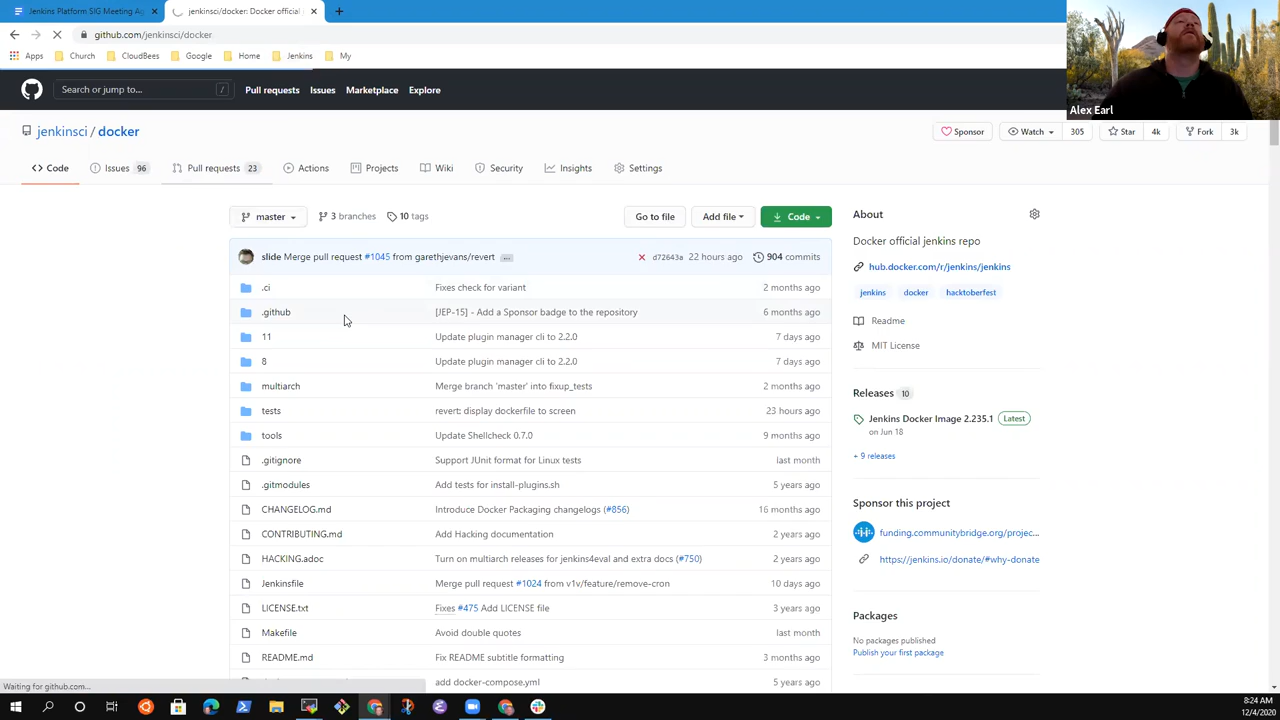 Jenkins Platform SIG Meeting Ag
jenkinsci/docker: Docker official
github.com/jenkinsci/docker
Apps Church CloudBees Google Home Jenkins My
Alex Earl
Search or jump to... /
Pull requests Issues Marketplace Explore
jenkinsci / docker
Sponsor
Watch 305
Star 4k
Fork 3k
Code
Issues 96
Pull requests 23
Actions
Projects
Wiki
Security
Insights
Settings
master
3 branches
10 tags
Go to file
Add file
Code
slide Merge pull request #1045 from garethjevans/revert ... d72643a 22 hours ago 904 commits
.ci Fixes check for variant 2 months ago
.github [JEP-15] - Add a Sponsor badge to the repository 6 months ago
11 Update plugin manager cli to 2.2.0 7 days ago
8 Update plugin manager cli to 2.2.0 7 days ago
multiarch Merge branch 'master' into fixup_tests 2 months ago
tests revert: display dockerfile to screen 23 hours ago
tools Update Shellcheck 0.7.0 9 months ago
.gitignore Support JUnit format for Linux tests last month
.gitmodules Add tests for install-plugins.sh 5 years ago
CHANGELOG.md Introduce Docker Packaging changelogs (#856) 16 months ago
CONTRIBUTING.md Add Hacking documentation 2 years ago
HACKING.adoc Turn on multiarch releases for jenkins4eval and extra docs (#750) 2 years ago
Jenkinsfile Merge pull request #1024 from v1v/feature/remove-cron 10 days ago
LICENSE.txt Fixes #475 Add LICENSE file 3 years ago
Makefile Avoid double quotes last month
README.md Fix README subtitle formatting 3 months ago
add docker-compose.yml 5 years ago
About
Docker official jenkins repo
hub.docker.com/r/jenkins/jenkins
jenkins docker hacktoberfest
Readme
MIT License
Releases 10
Jenkins Docker Image 2.235.1 Latest
on Jun 18
+ 9 releases
Sponsor this project
funding.communitybridge.org/projec...
https://jenkins.io/donate/#why-donate
Packages
No packages published
Publish your first package
Waiting for github.com...
8:24 AM
12/4/2020